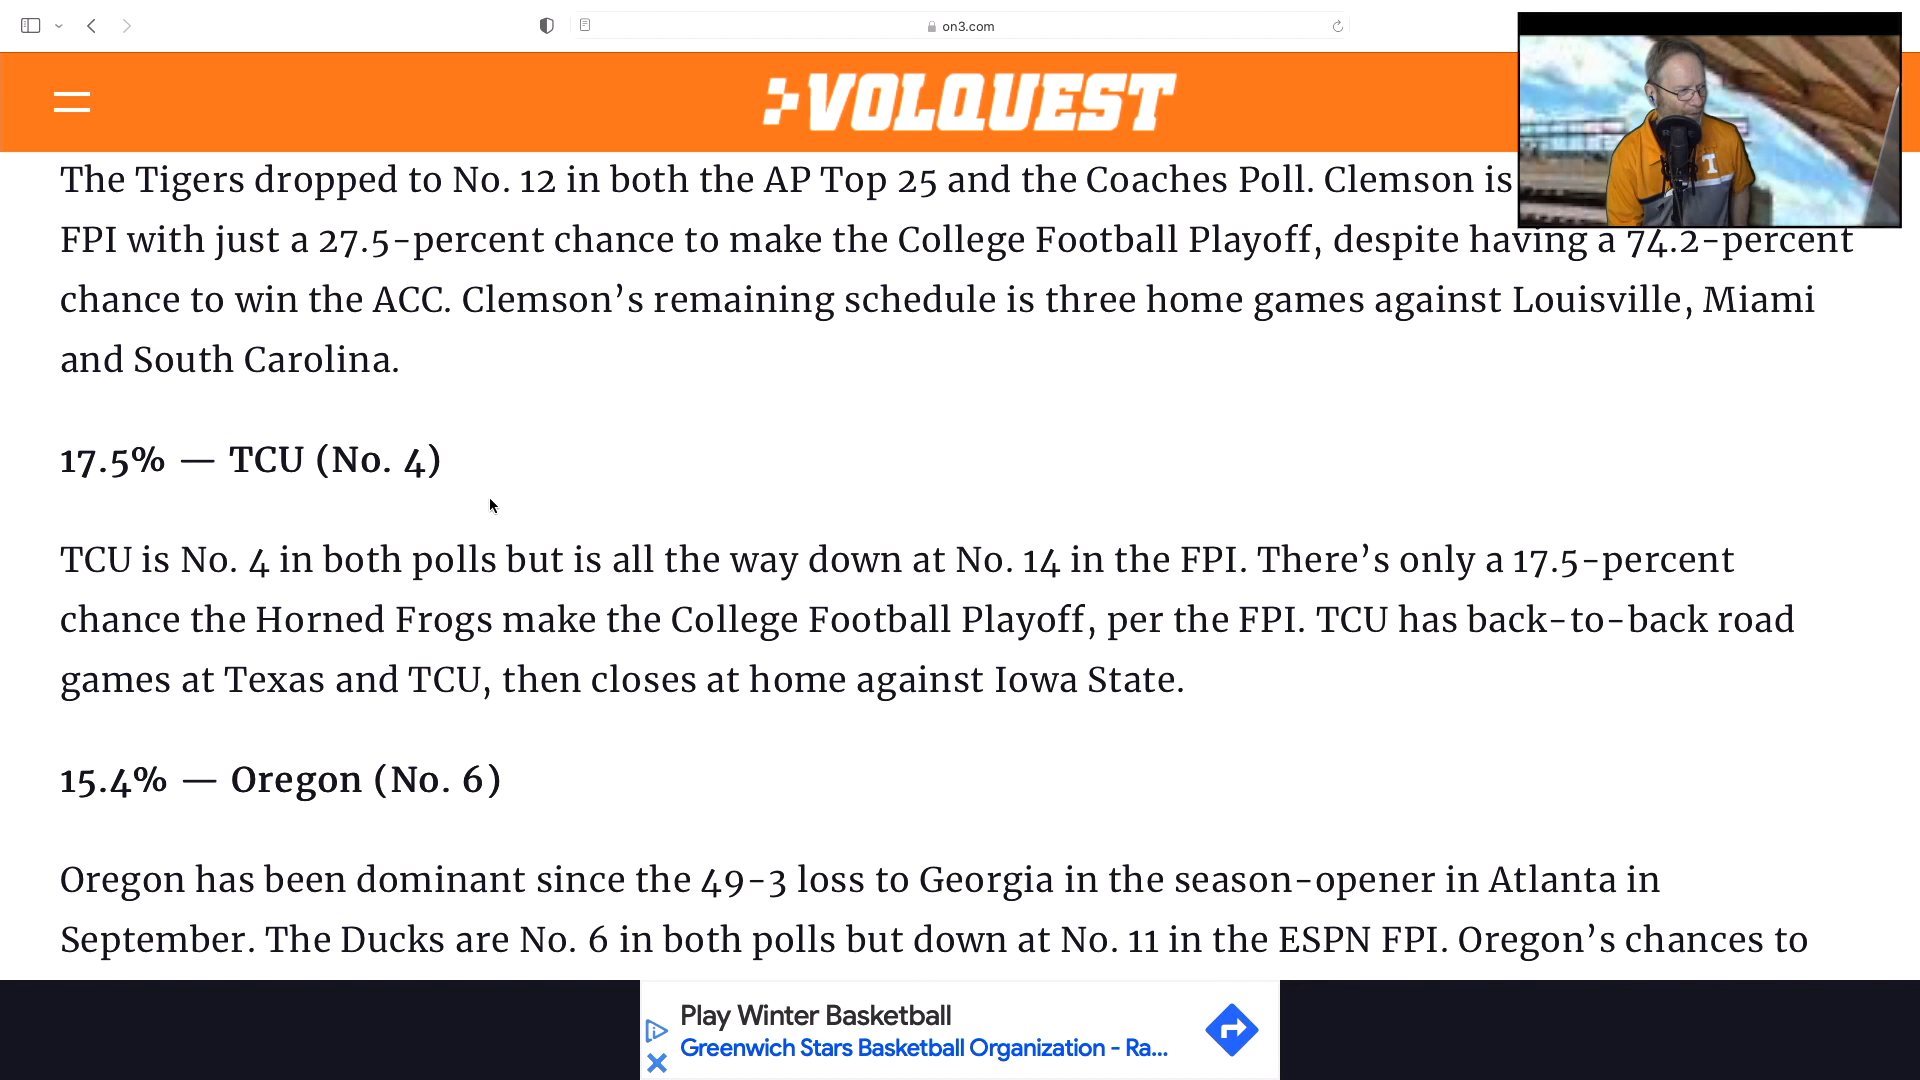 on3.com
VOLQUEST
The Tigers dropped to No. 12 in both the AP Top 25 and the Coaches Poll. Clemson is
FPI with just a 27.5-percent chance to make the College Football Playoff, despite having a 74.2-percent
chance to win the ACC. Clemson’s remaining schedule is three home games against Louisville, Miami
and South Carolina.
17.5% — TCU (No. 4)
TCU is No. 4 in both polls but is all the way down at No. 14 in the FPI. There’s only a 17.5-percent
chance the Horned Frogs make the College Football Playoff, per the FPI. TCU has back-to-back road
games at Texas and TCU, then closes at home against Iowa State.
15.4% — Oregon (No. 6)
Oregon has been dominant since the 49-3 loss to Georgia in the season-opener in Atlanta in
September. The Ducks are No. 6 in both polls but down at No. 11 in the ESPN FPI. Oregon’s chances to
Play Winter Basketball
Greenwich Stars Basketball Organization - Ra...
T